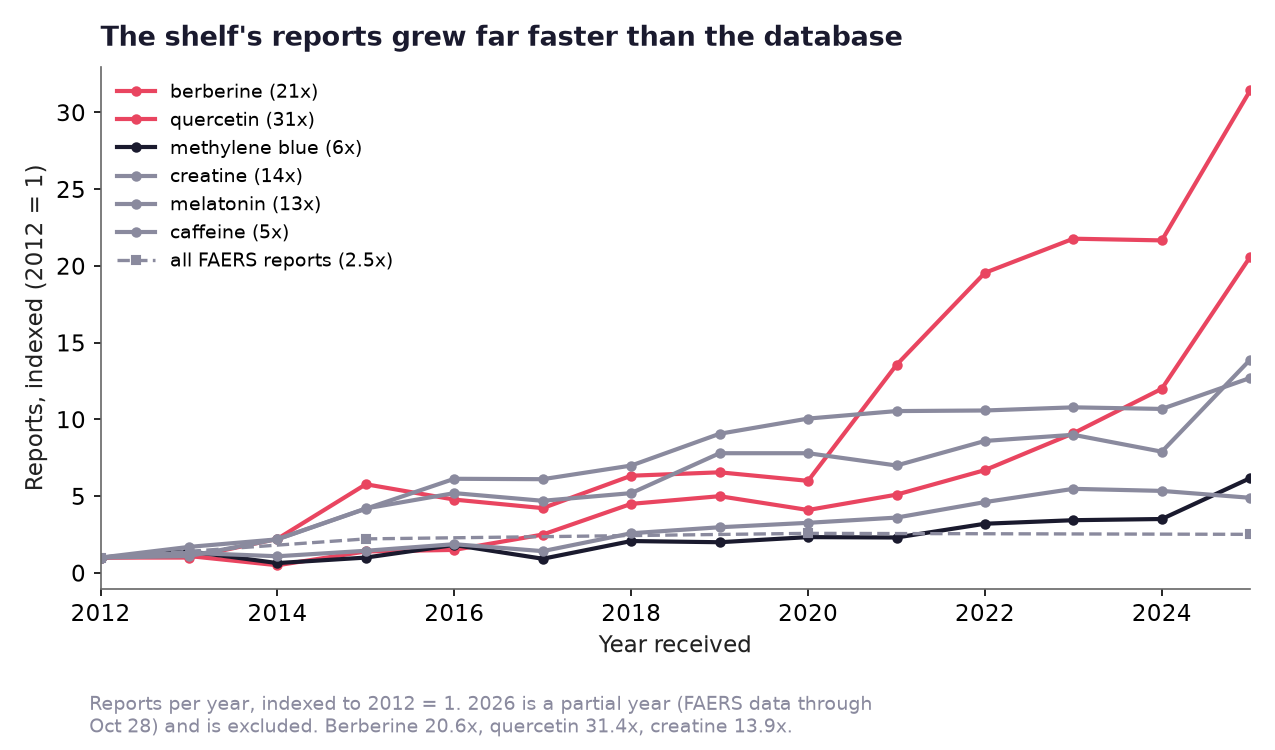 The shelf's reports grew far faster than the database
berberine (21x)
quercetin (31x)
methylene blue (6x)
creatine (14x)
melatonin (13x)
caffeine (5x)
all FAERS reports (2.5x)
Reports, indexed (2012 = 1)
30
25
20
15
10
5
0
2012 2014 2016 2018 2020 2022 2024
Year received
Reports per year, indexed to 2012 = 1. 2026 is a partial year (FAERS data through
Oct 28) and is excluded. Berberine 20.6x, quercetin 31.4x, creatine 13.9x.